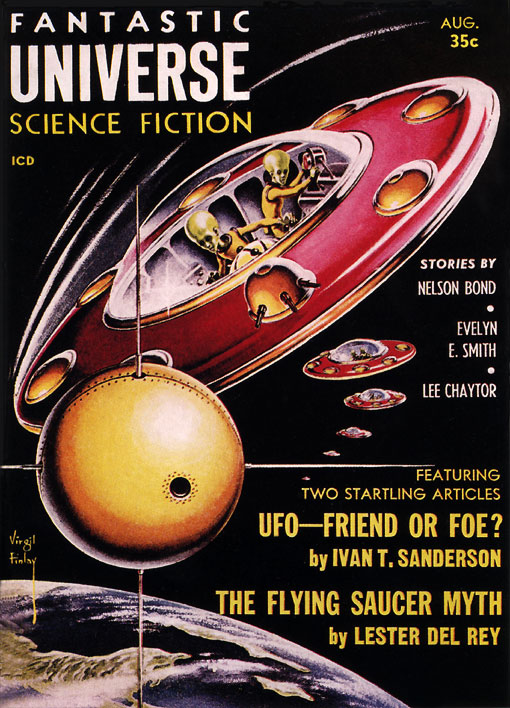 FANTASTIC
UNIVERSE
SCIENCE FICTION
ICD
AUG.
35c
STORIES BY
NELSON BOND
•
EVELYN
E. SMITH
•
LEE CHAYTOR
FEATURING
TWO STARTLING ARTICLES
UFO—FRIEND OR FOE?
by IVAN T. SANDERSON
THE FLYING SAUCER MYTH
by LESTER DEL REY
Virgil
Finlay